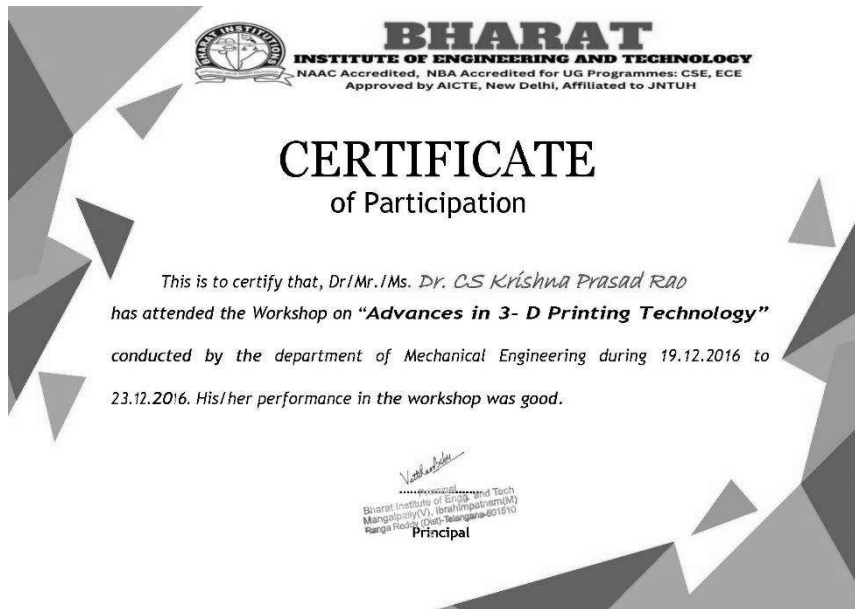 BHARAT INSTITUTIONS
BHARAT
INSTITUTE OF ENGINEERING AND TECHNOLOGY
NAAC Accredited, NBA Accredited for UG Programmes: CSE, ECE
Approved by AICTE, New Delhi, Affiliated to JNTUH
CERTIFICATE
of Participation
This is to certify that, Dr/Mr./Ms. Dr. CS Krishna Prasad Rao
has attended the Workshop on “Advances in 3- D Printing Technology”
conducted by the department of Mechanical Engineering during 19.12.2016 to
23.12.2016. His/her performance in the workshop was good.
Principal
Bharat Institute of Engg. and Tech
Mangalpally(V), Ibrahimpatnam(M)
Ranga Reddy (Dist)-Telangana-501510
Principal